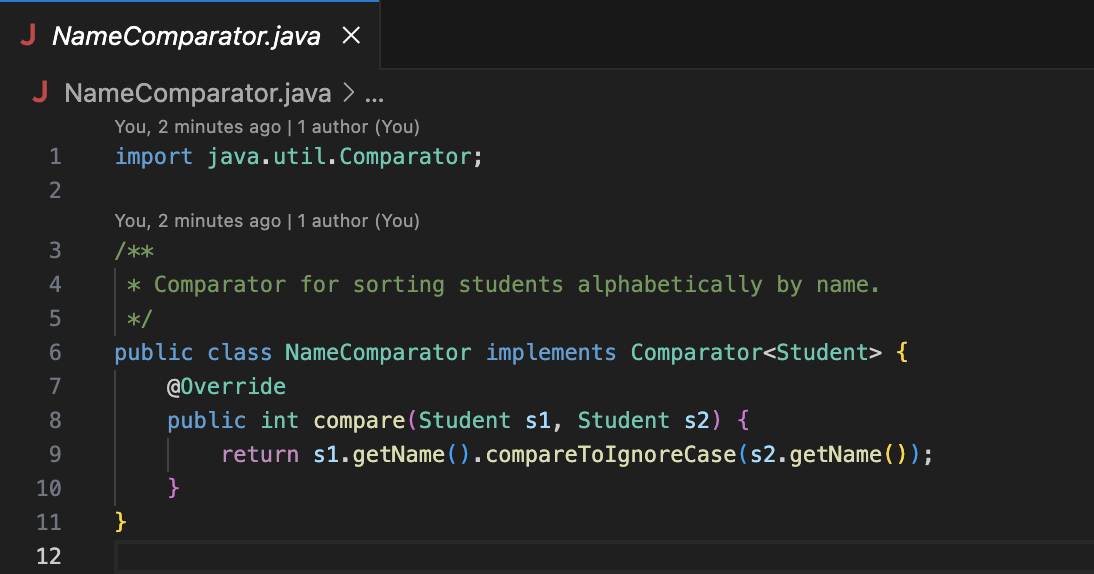 J NameComparator.java ×
J NameComparator.java > ...
You, 2 minutes ago | 1 author (You)
1 import java.util.Comparator;
2
You, 2 minutes ago | 1 author (You)
3 /**
4  * Comparator for sorting students alphabetically by name.
5  */
6 public class NameComparator implements Comparator<Student> {
7     @Override
8     public int compare(Student s1, Student s2) {
9         return s1.getName().compareToIgnoreCase(s2.getName());
10     }
11 }
12